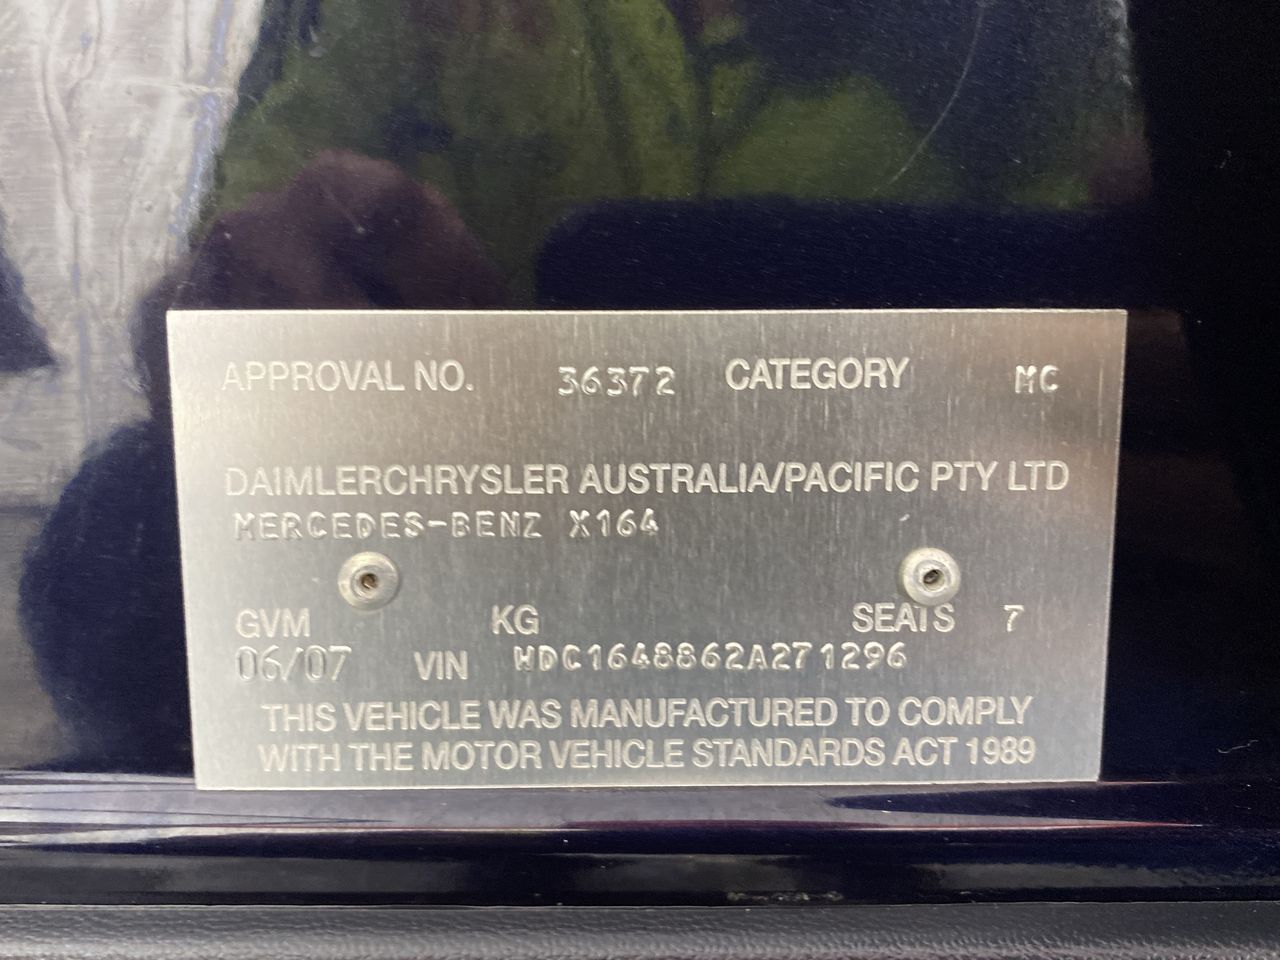 APPROVAL NO. 36372 CATEGORY MC
DAIMLERCHRYSLER AUSTRALIA/PACIFIC PTY LTD
MERCEDES-BENZ X164
GVM KG SEATS 7
06/07 VIN WDC1648862A271296
THIS VEHICLE WAS MANUFACTURED TO COMPLY
WITH THE MOTOR VEHICLE STANDARDS ACT 1989